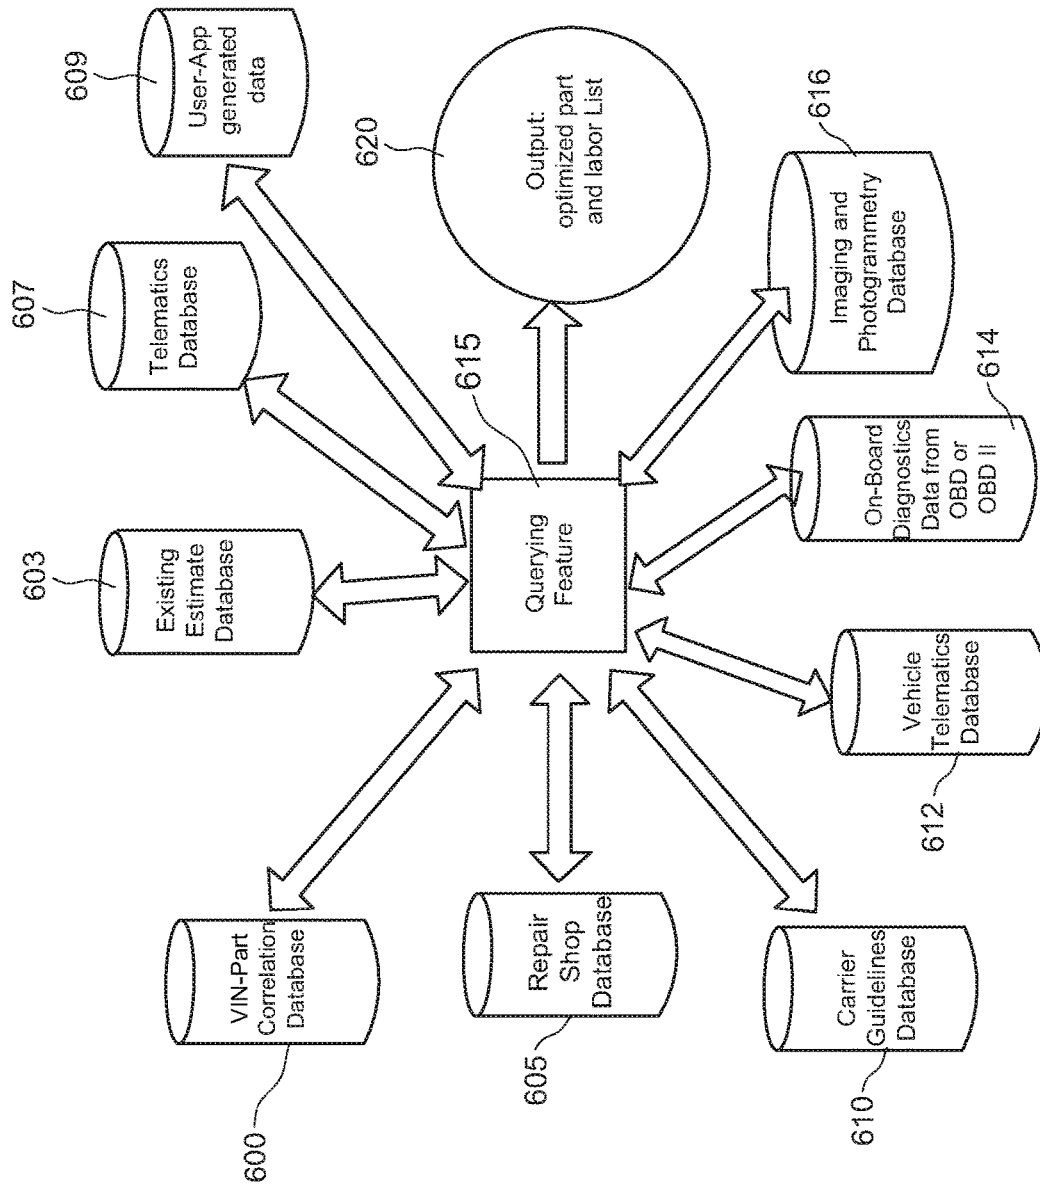 600
VIN-Part
Correlation
Database
603
Existing
Estimate
Database
607
Telematics
Database
609
User-App
generated
data
605
Repair
Shop
Database
615
Querying
Feature
620
Output:
optimized part
and labor List
610
Carrier
Guidelines
Database
612
Vehicle
Telematics
Database
614
On-Board
Diagnostics
Data from
OBD or
OBD II
616
Imaging and
Photogrammetry
Database